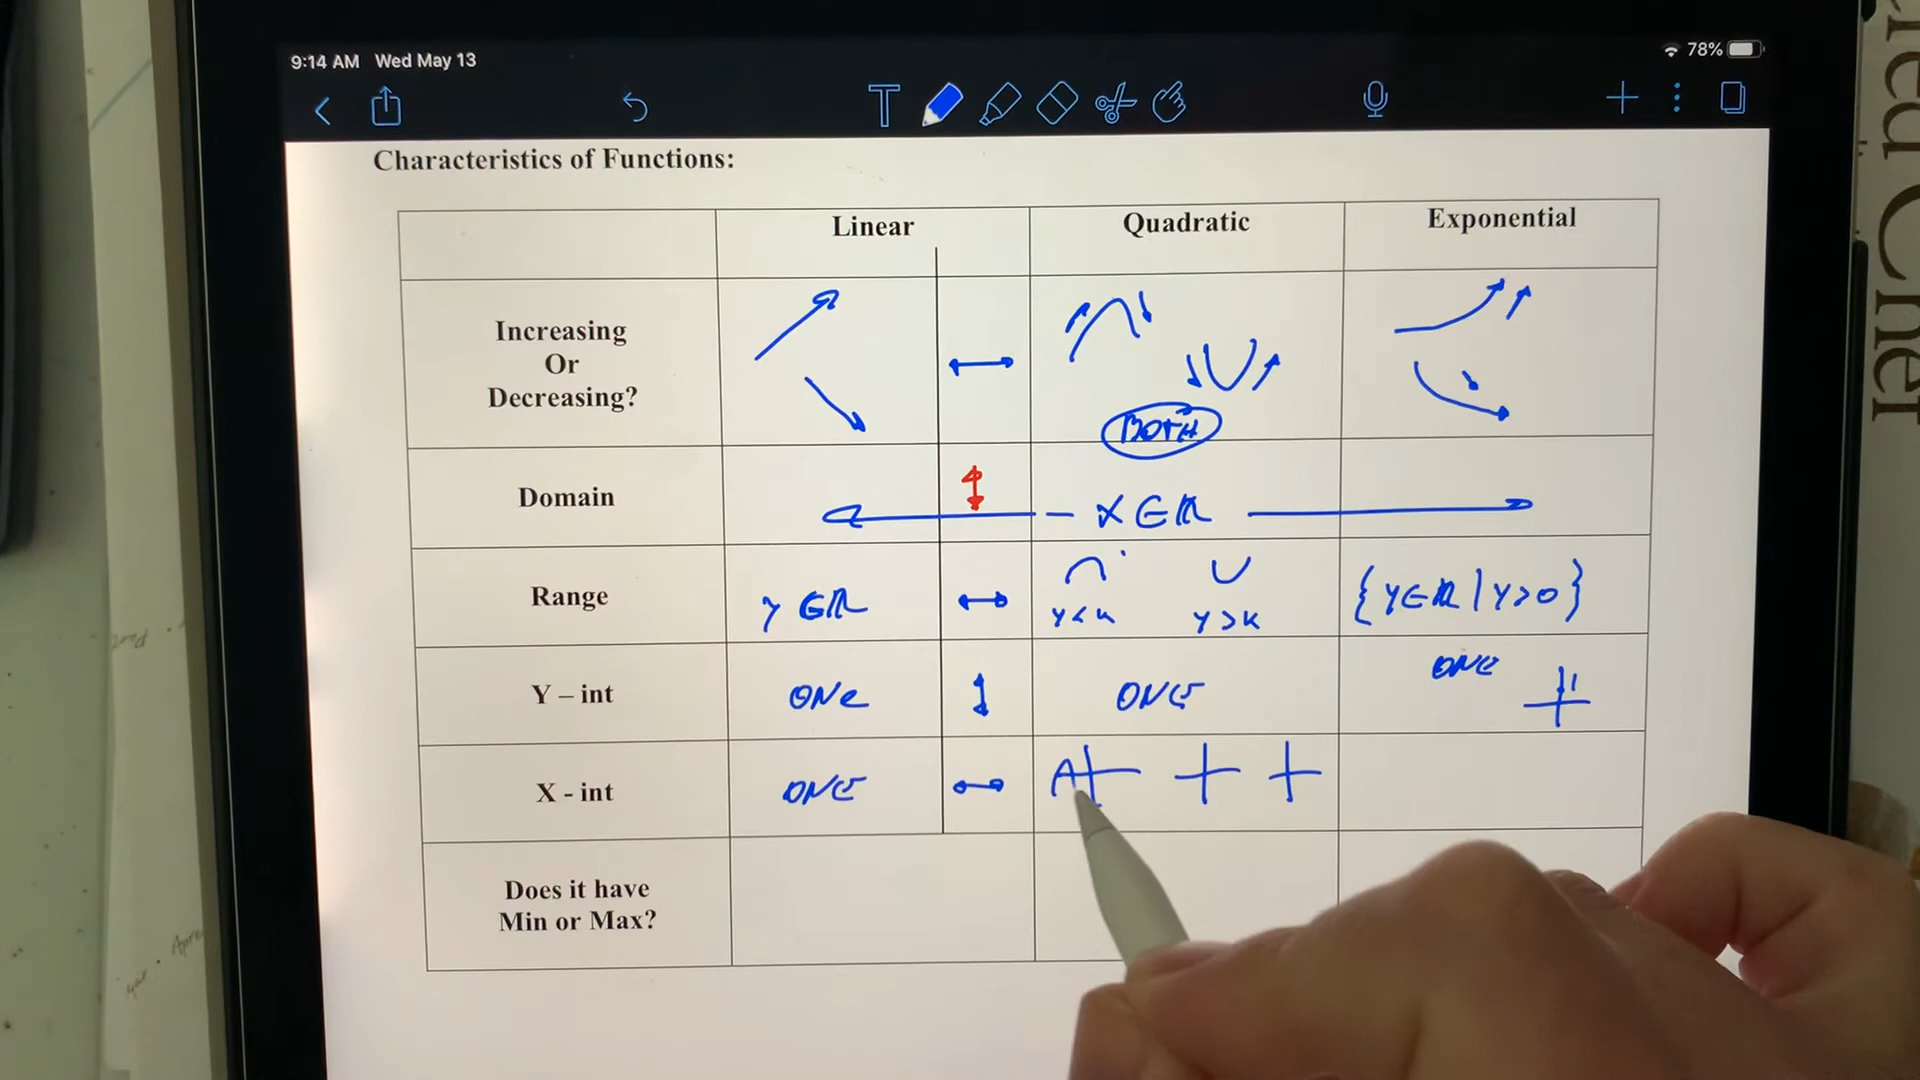 9:14 AM Wed May 13
78%
Characteristics of Functions:
Linear Quadratic Exponential
Increasing
Or
Decreasing?
BOTH
Domain
X ∈ ℝ
Range
y ∈ ℝ
y < k
y > k
{y ∈ ℝ | y > 0}
Y – int
ONe
ONE
ONE
1
X - int
ONE
Does it have
Min or Max?